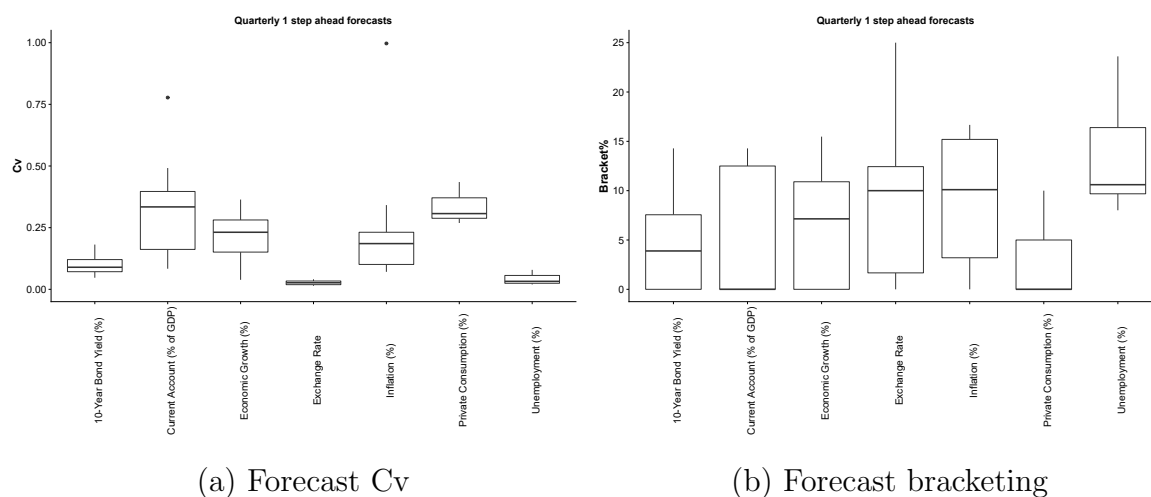 Quarterly 1 step ahead forecasts
1.00
0.75
0.50
0.25
0.00
Cv
10-Year Bond Yield (%)
Current Account (% of GDP)
Economic Growth (%)
Exchange Rate
Inflation (%)
Private Consumption (%)
Unemployment (%)
(a) Forecast Cv
Quarterly 1 step ahead forecasts
25
20
15
10
5
0
Bracket%
10-Year Bond Yield (%)
Current Account (% of GDP)
Economic Growth (%)
Exchange Rate
Inflation (%)
Private Consumption (%)
Unemployment (%)
(b) Forecast bracketing